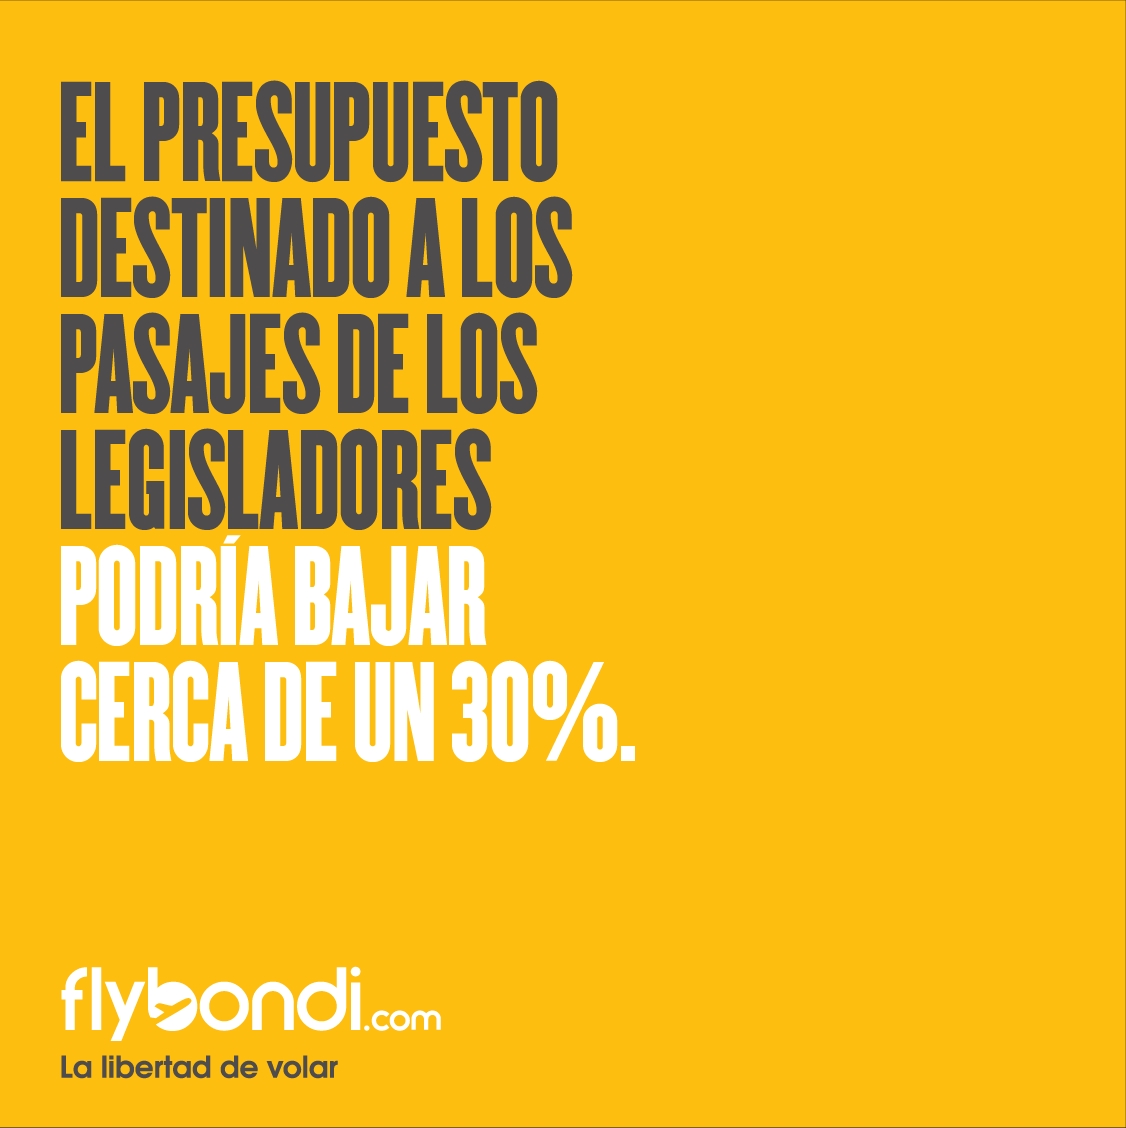 EL PRESUPUESTO
DESTINADO A LOS
PASAJES DE LOS
LEGISLADORES
PODRÍA BAJAR
CERCA DE UN 30%.
flybondi.com
La libertad de volar